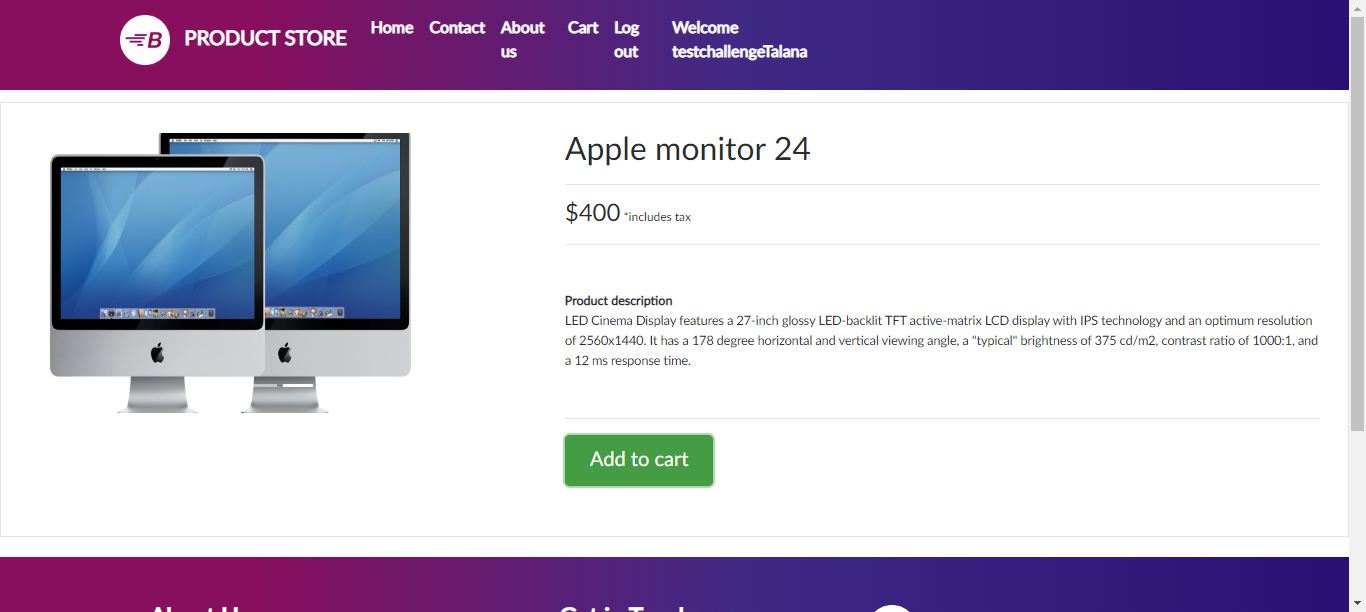 B PRODUCT STORE Home Contact About us Cart Log out Welcome testchallengeTalana
Apple monitor 24
$400 *includes tax
Product description
LED Cinema Display features a 27-inch glossy LED-backlit TFT active-matrix LCD display with IPS technology and an optimum resolution
of 2560x1440. It has a 178 degree horizontal and vertical viewing angle, a "typical" brightness of 375 cd/m2, contrast ratio of 1000:1, and
a 12 ms response time.
Add to cart